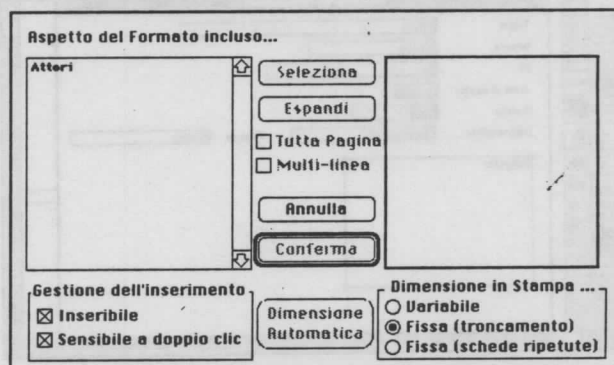 Aspetto del Formato incluso...
Attori
Seleziona
Espandi
Tutta Pagina
Multi-linea
Annulla
Conferma
Gestione dell'inserimento
Inseribile
Sensibile a doppio clic
Dimensione
Automatica
Dimensione in Stampa ...
Variabile
Fissa (troncamento)
Fissa (schede ripetute)